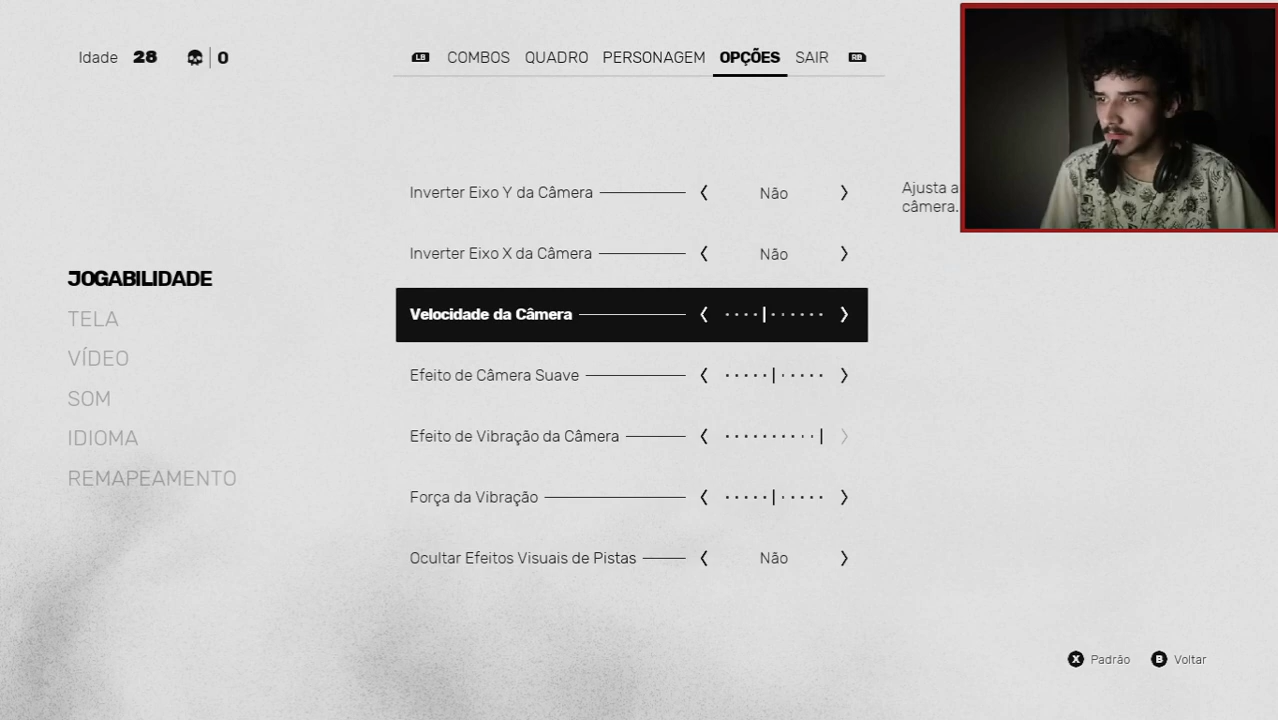 Idade 28 0
LB COMBOS QUADRO PERSONAGEM OPÇÕES SAIR RB
Inverter Eixo Y da Câmera Não
Ajusta a
câmera.
Inverter Eixo X da Câmera Não
JOGABILIDADE
TELA
VÍDEO
SOM
IDIOMA
REMAPEAMENTO
Velocidade da Câmera
Efeito de Câmera Suave
Efeito de Vibração da Câmera
Força da Vibração
Ocultar Efeitos Visuais de Pistas Não
X Padrão B Voltar